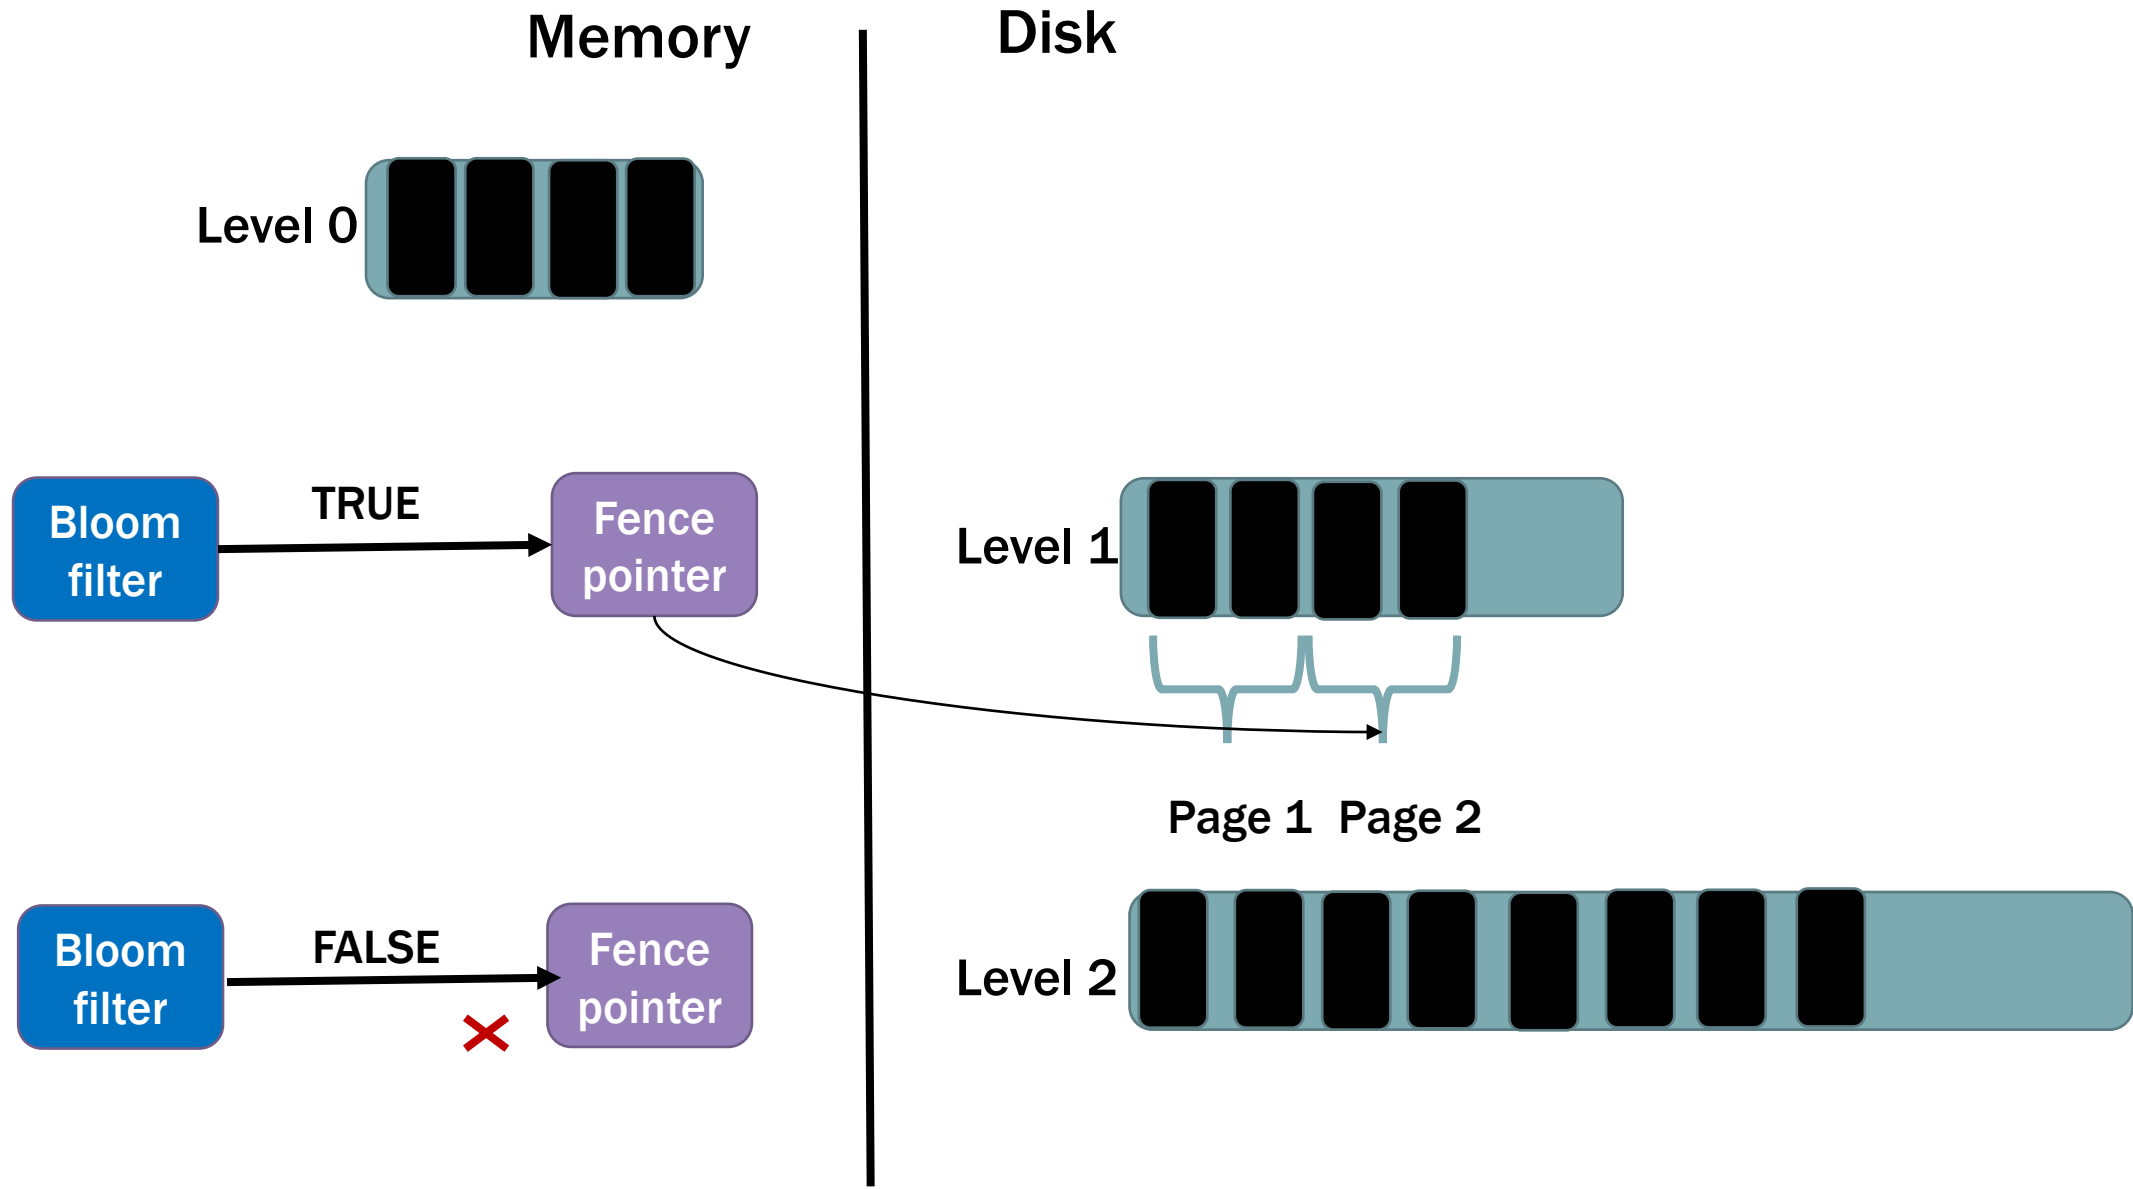 Memory
Disk
Level 0
Bloom
filter
TRUE
Fence
pointer
Level 1
Page 1
Page 2
Bloom
filter
FALSE
Fence
pointer
Level 2